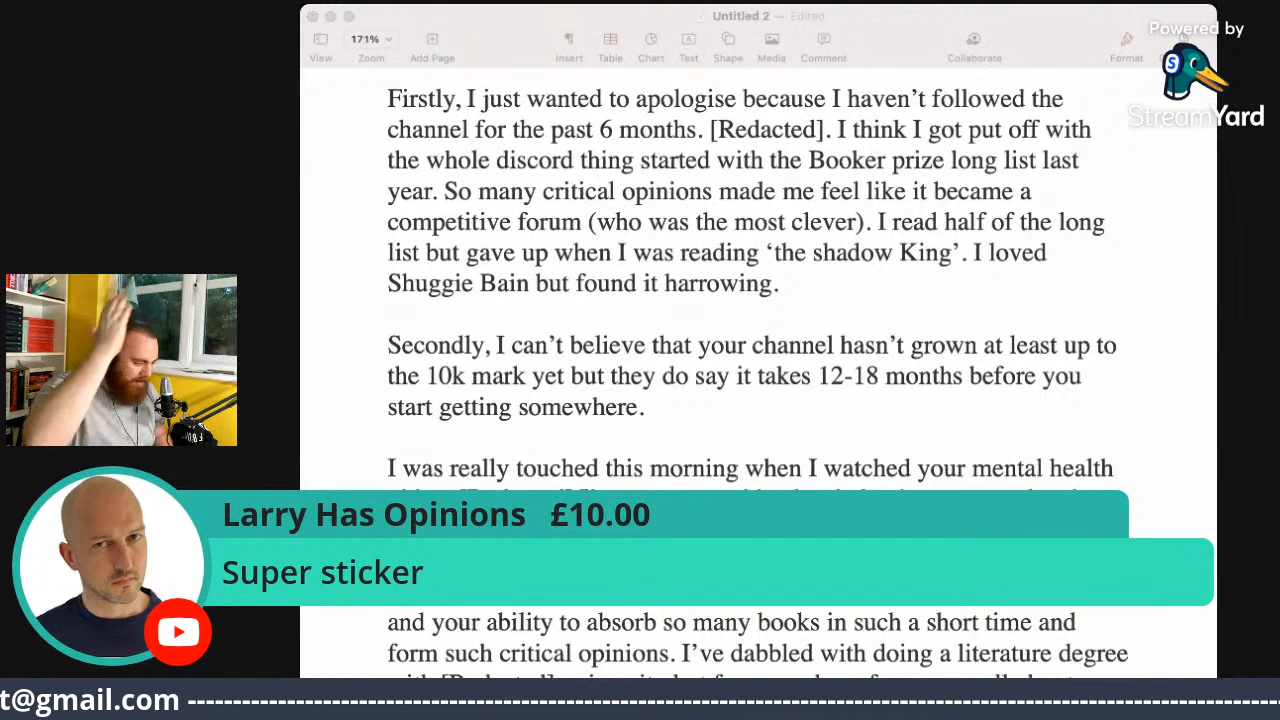 Untitled 2 — Edited
171%
View Zoom Add Page Insert Table Chart Text Shape Media Comment Collaborate Format
Powered by
StreamYard
Firstly, I just wanted to apologise because I haven’t followed the
channel for the past 6 months. [Redacted]. I think I got put off with
the whole discord thing started with the Booker prize long list last
year. So many critical opinions made me feel like it became a
competitive forum (who was the most clever). I read half of the long
list but gave up when I was reading ‘the shadow King’. I loved
Shuggie Bain but found it harrowing.
Secondly, I can’t believe that your channel hasn’t grown at least up to
the 10k mark yet but they do say it takes 12-18 months before you
start getting somewhere.
I was really touched this morning when I watched your mental health
Larry Has Opinions £10.00
Super sticker
and your ability to absorb so many books in such a short time and
form such critical opinions. I’ve dabbled with doing a literature degree
t@gmail.com